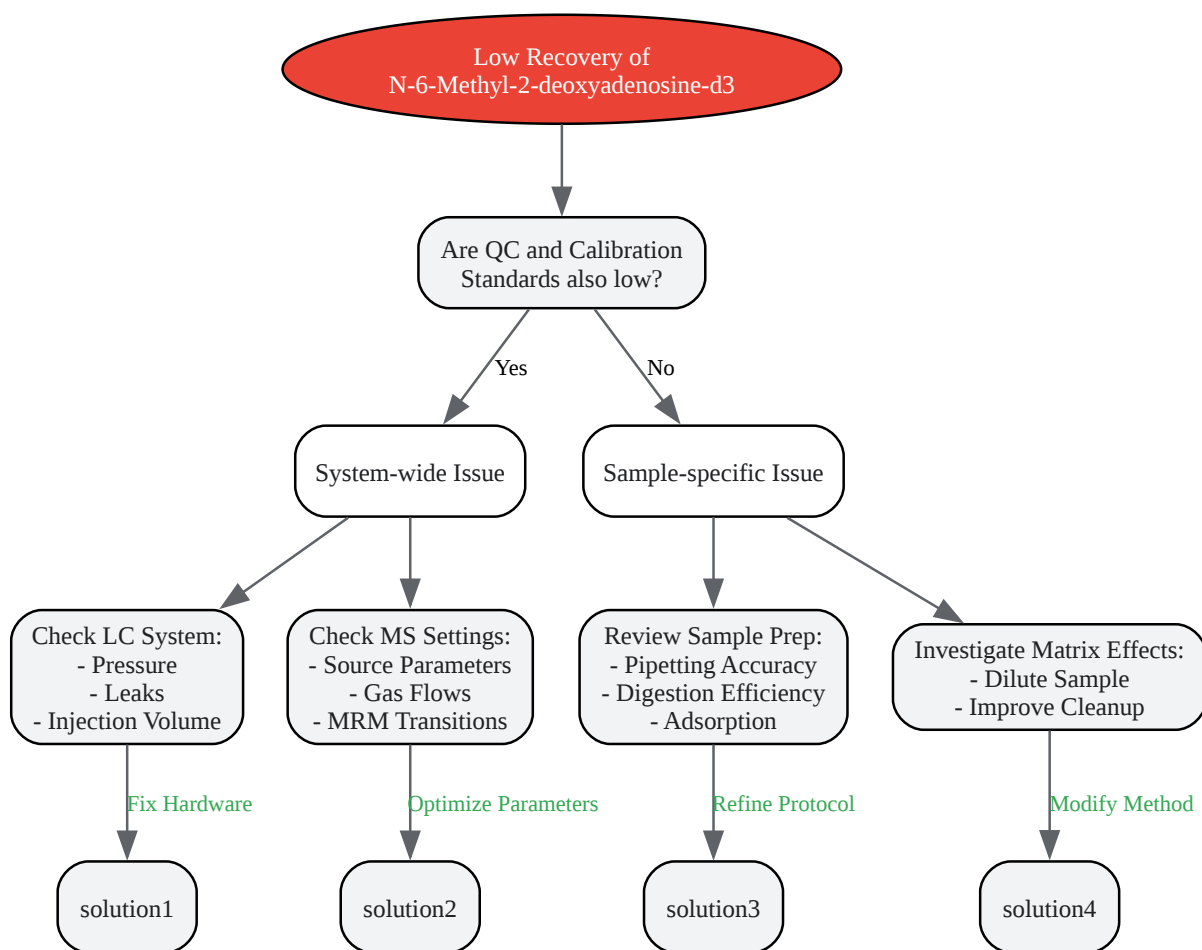 Low Recovery of
N-6-Methyl-2-deoxyadenosine-d3
Are QC and Calibration
Standards also low?
Yes
No
System-wide Issue
Sample-specific Issue
Check LC System:
- Pressure
- Leaks
- Injection Volume
Check MS Settings:
- Source Parameters
- Gas Flows
- MRM Transitions
Review Sample Prep:
- Pipetting Accuracy
- Digestion Efficiency
- Adsorption
Investigate Matrix Effects:
- Dilute Sample
- Improve Cleanup
Fix Hardware
Optimize Parameters
Refine Protocol
Modify Method
solution1
solution2
solution3
solution4